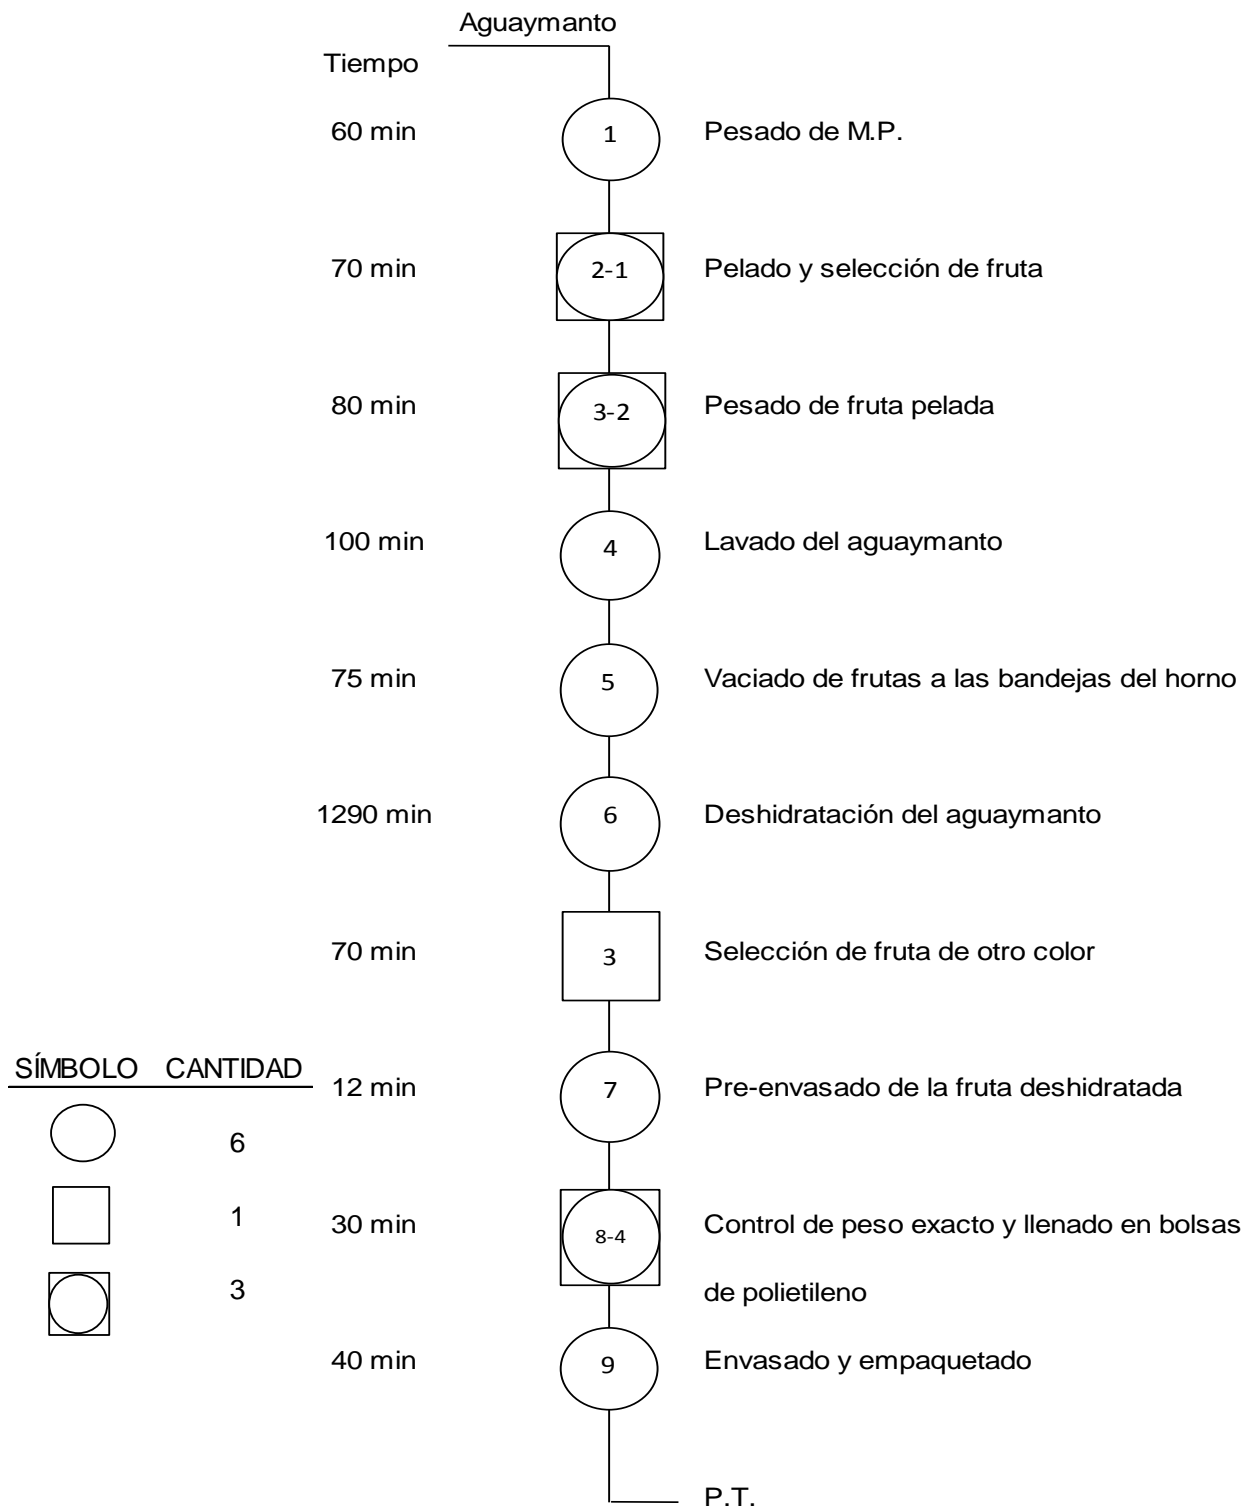 Aguaymanto
Tiempo
60 min 1 Pesado de M.P.
70 min 2-1 Pelado y selección de fruta
80 min 3-2 Pesado de fruta pelada
100 min 4 Lavado del aguaymanto
75 min 5 Vaciado de frutas a las bandejas del horno
1290 min 6 Deshidratación del aguaymanto
70 min 3 Selección de fruta de otro color
SÍMBOLO CANTIDAD
12 min 7 Pre-envasado de la fruta deshidratada
6
1 30 min 8-4 Control de peso exacto y llenado en bolsas
de polietileno
3
40 min 9 Envasado y empaquetado
P.T.